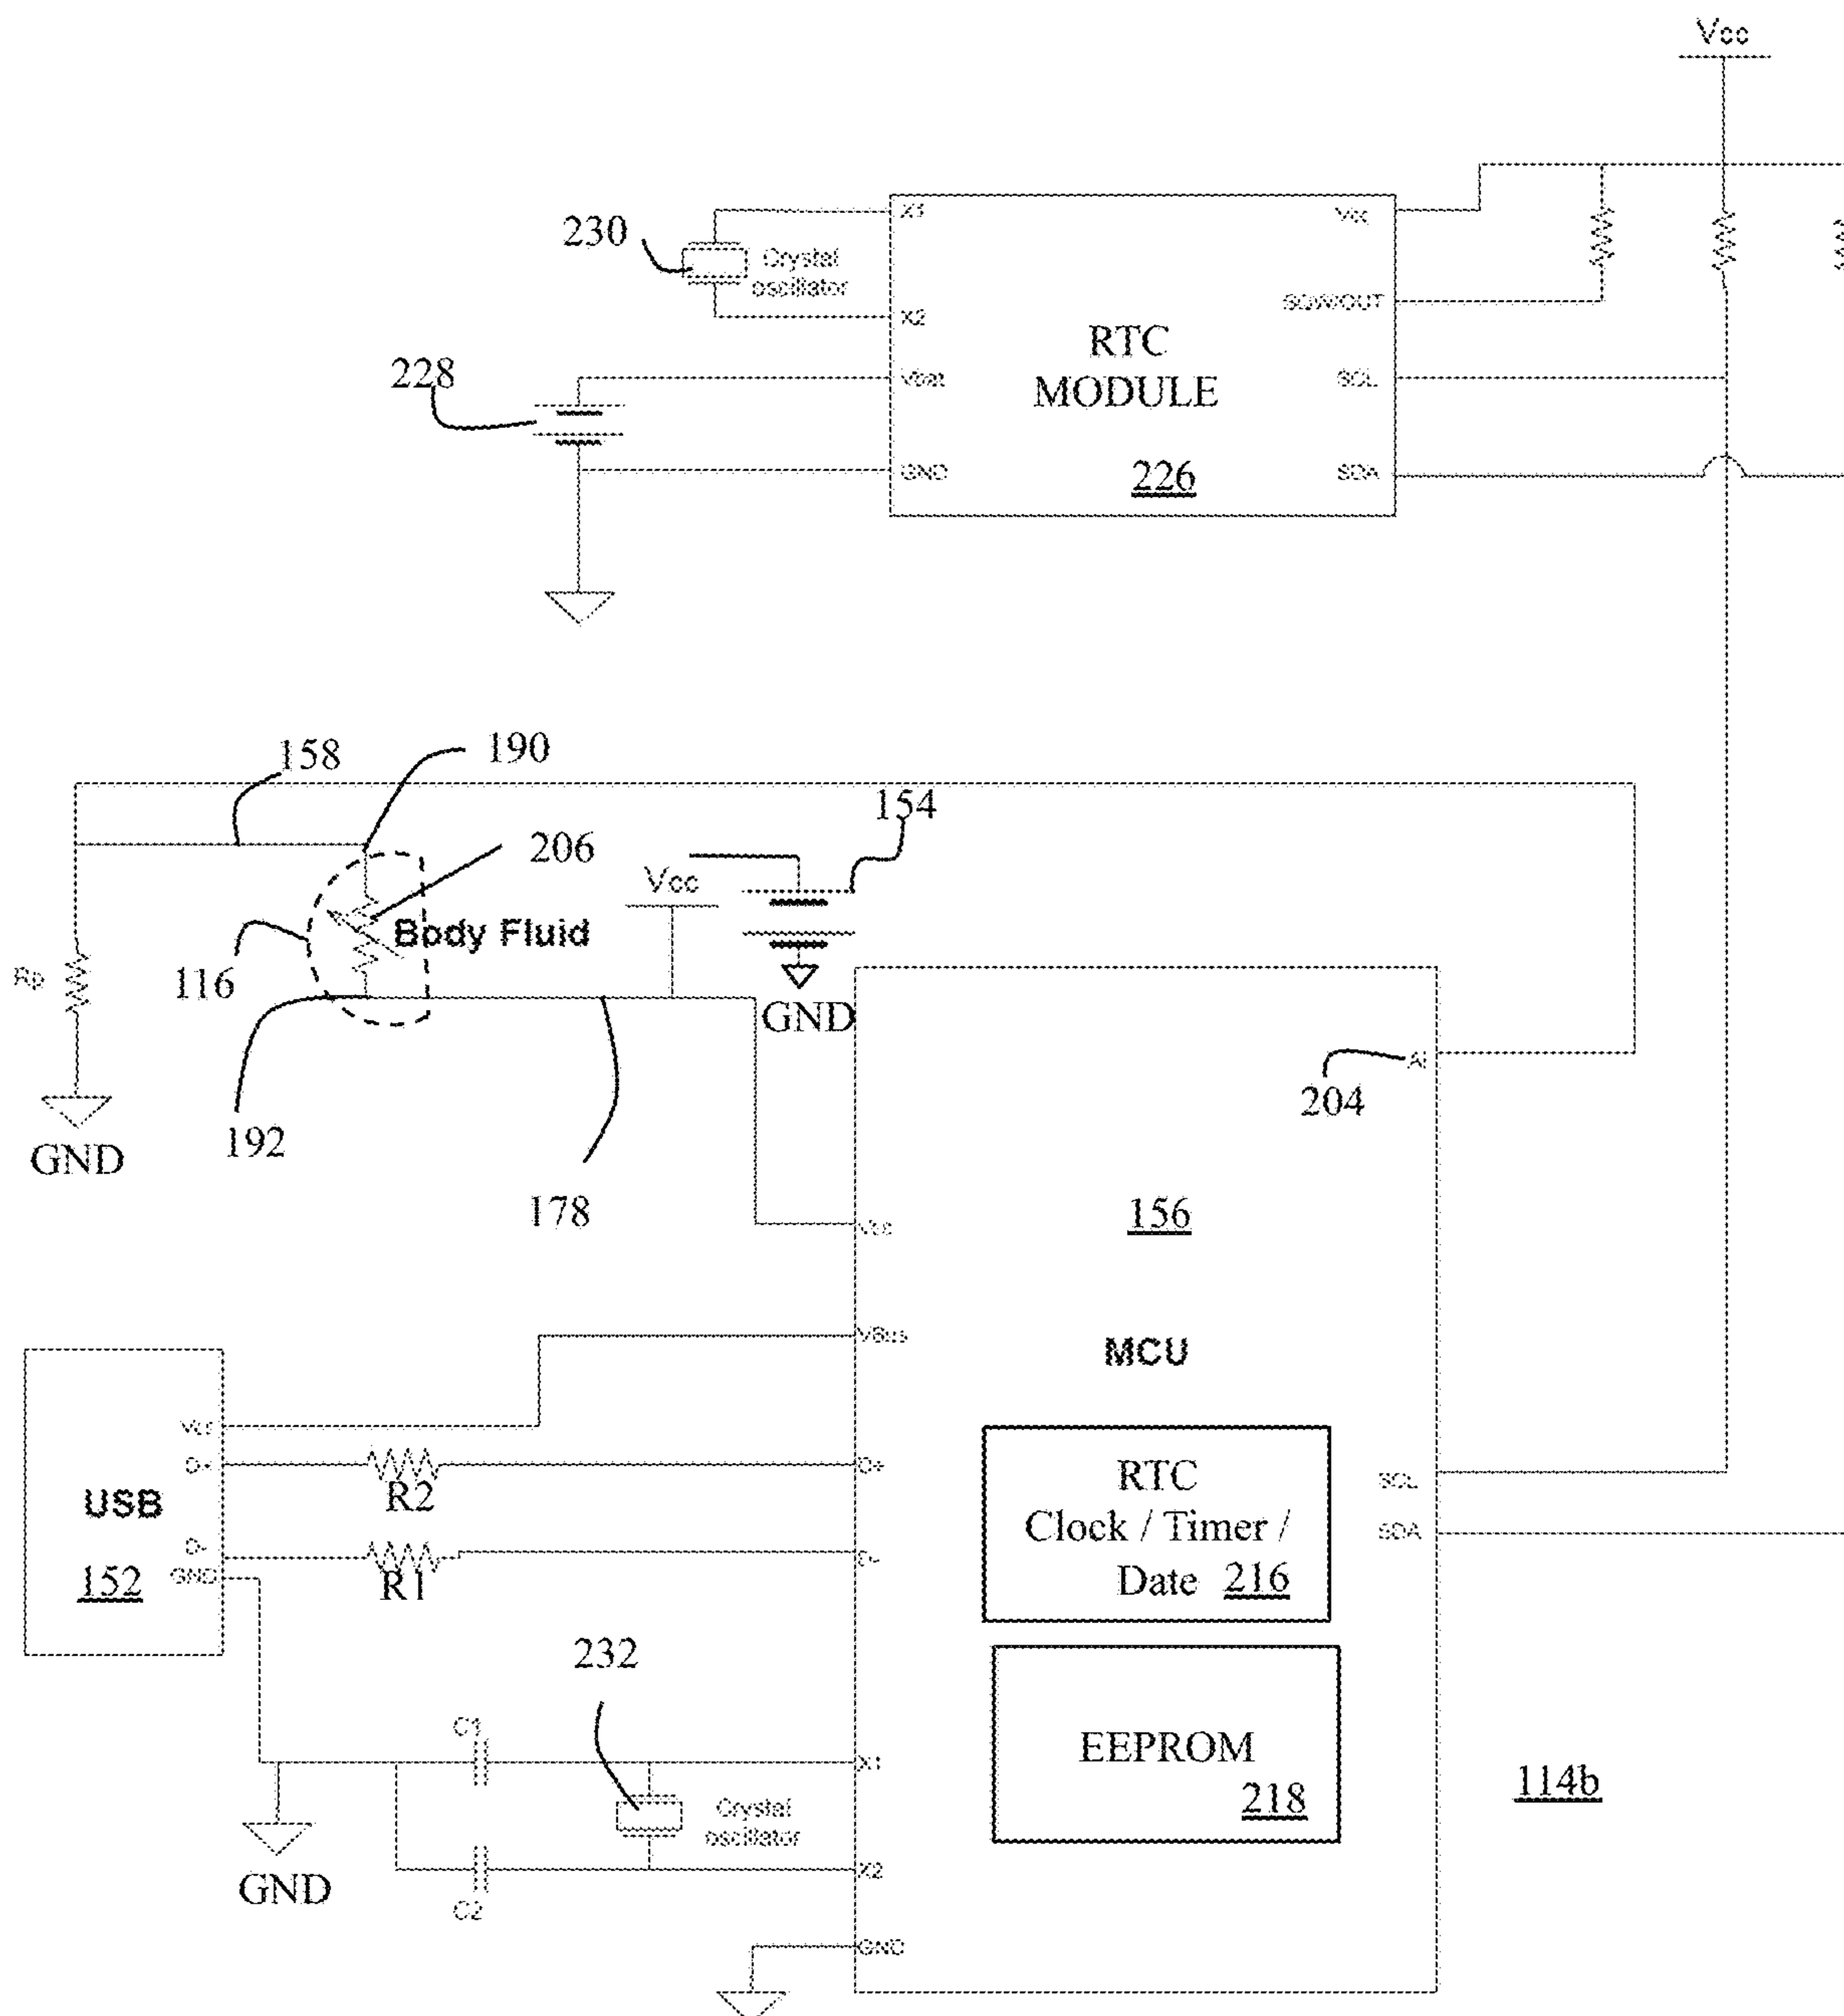 Vcc
X1
Vcc
230
Crystal
oscillator
SQW/OUT
X2
RTC
MODULE
228
Vbat
SCL
GND
226
SDA
158
190
154
206
Vcc
Body Fluid
Rp
116
GND
AI
204
GND
192
178
156
Vcc
VBus
MCU
Vcc
D+
R2
D+
RTC
SCL
USB
Clock / Timer /
SDA
D-
D-
152
GND
R1
Date 216
232
C1
EEPROM
X1
218
114b
Crystal
oscillator
GND
C2
X2
GND